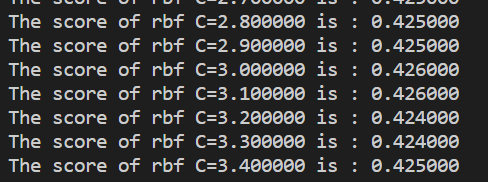 The score of rbf C=2.700000 is : 0.425000
The score of rbf C=2.800000 is : 0.425000
The score of rbf C=2.900000 is : 0.425000
The score of rbf C=3.000000 is : 0.426000
The score of rbf C=3.100000 is : 0.426000
The score of rbf C=3.200000 is : 0.424000
The score of rbf C=3.300000 is : 0.424000
The score of rbf C=3.400000 is : 0.425000